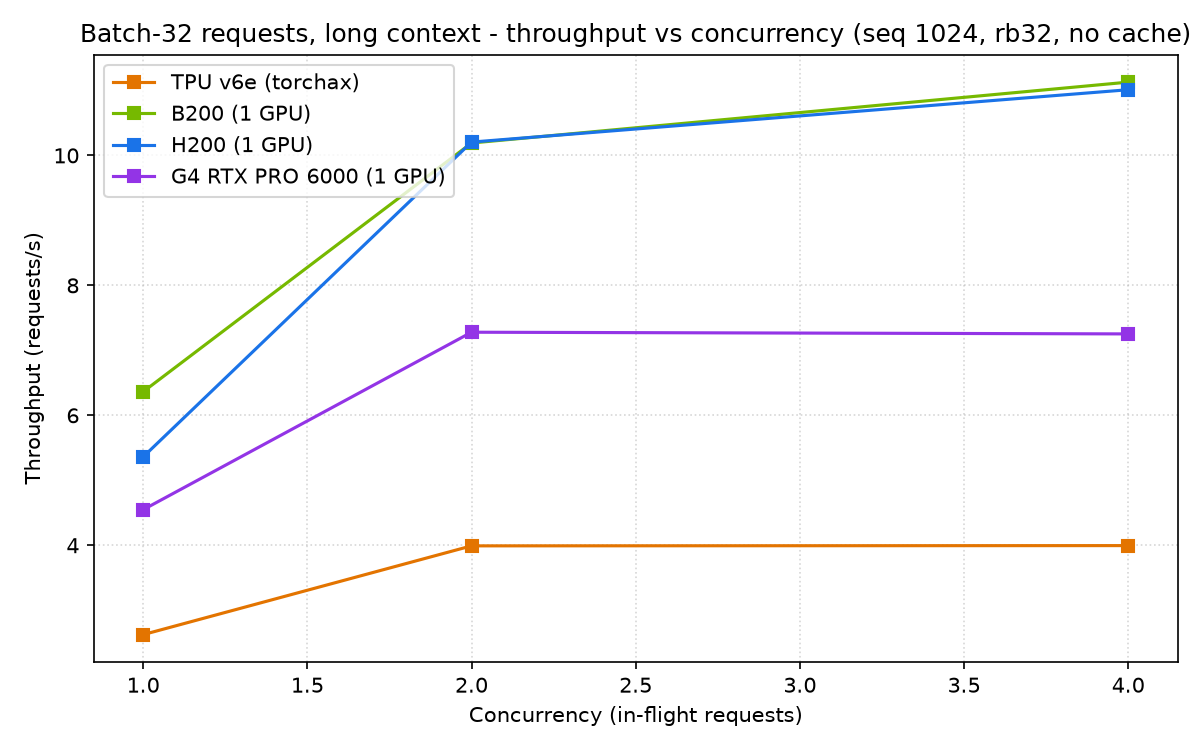 Batch-32 requests, long context - throughput vs concurrency (seq 1024, rb32, no cache)
TPU v6e (torchax)
B200 (1 GPU)
H200 (1 GPU)
G4 RTX PRO 6000 (1 GPU)
Throughput (requests/s)
10
8
6
4
1.0 1.5 2.0 2.5 3.0 3.5 4.0
Concurrency (in-flight requests)